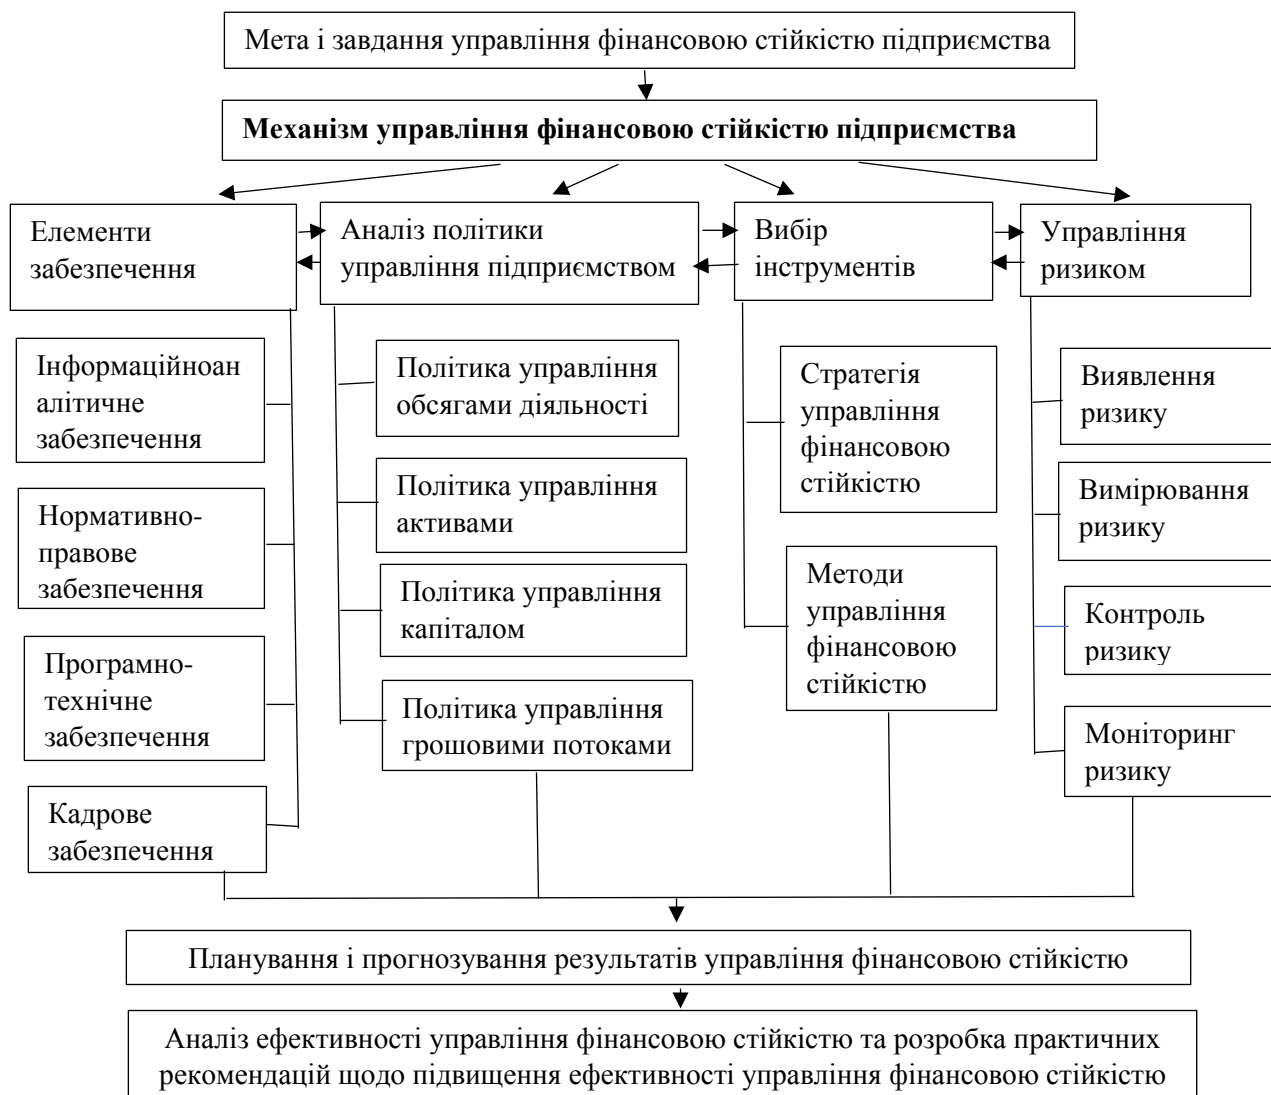 Мета і завдання управління фінансовою стійкістю підприємства
Механізм управління фінансовою стійкістю підприємства
Елементи
забезпечення
Аналіз політики
управління підприємством
Вибір
інструментів
Управління
ризиком
Інформаційноан
алітичне
забезпечення
Нормативно-
правове
забезпечення
Програмно-
технічне
забезпечення
Кадрове
забезпечення
Політика управління
обсягами діяльності
Політика управління
активами
Політика управління
капіталом
Політика управління
грошовими потоками
Стратегія
управління
фінансовою
стійкістю
Методи
управління
фінансовою
стійкістю
Виявлення
ризику
Вимірювання
ризику
Контроль
ризику
Моніторинг
ризику
Планування і прогнозування результатів управління фінансовою стійкістю
Аналіз ефективності управління фінансовою стійкістю та розробка практичних
рекомендацій щодо підвищення ефективності управління фінансовою стійкістю